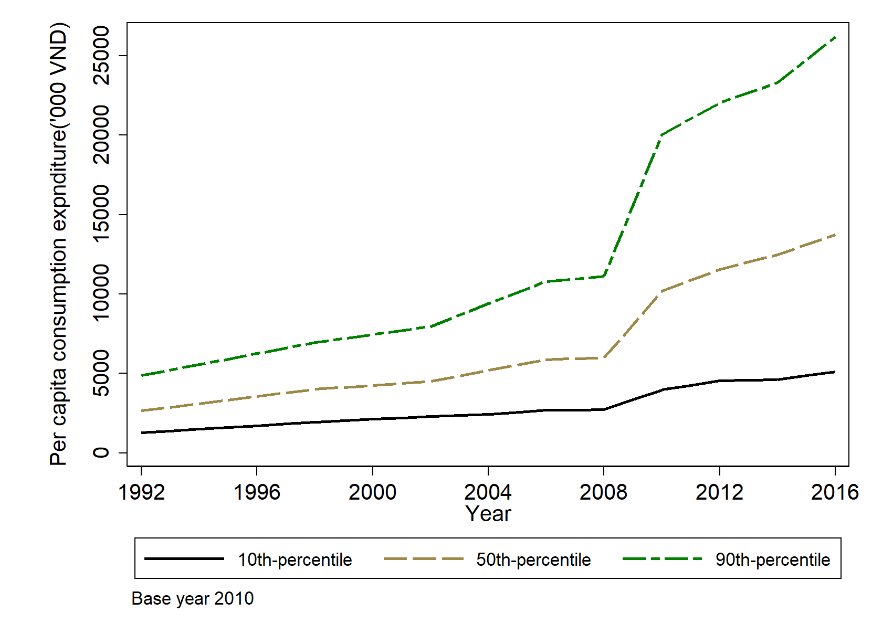 Per capita consumption expnditure('000 VND)
25000
20000
15000
10000
5000
0
1992 1996 2000 2004 2008 2012 2016
Year
10th-percentile 50th-percentile 90th-percentile
Base year 2010